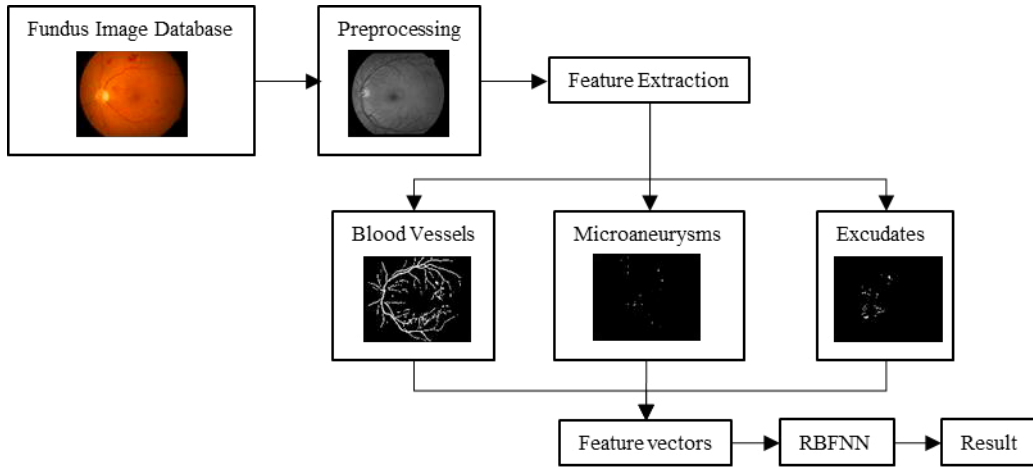 Fundus Image Database
Preprocessing
Feature Extraction
Blood Vessels
Microaneurysms
Excudates
Feature vectors
RBFNN
Result